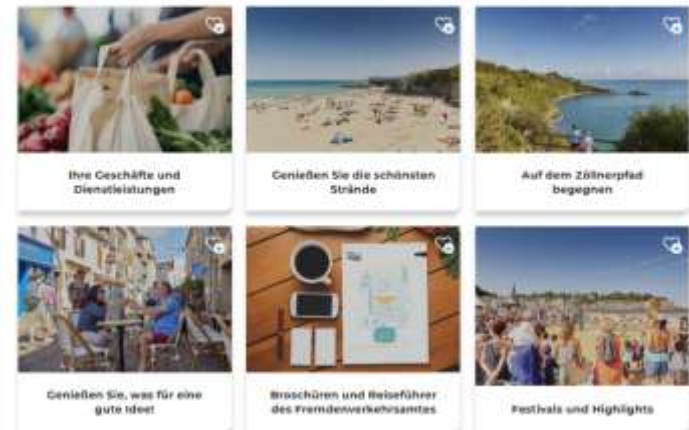 Ihre Geschäfte und
Dienstleistungen
Genießen Sie die schönsten
Strände
Auf dem Zöllnerpfad
begegnen
Genießen Sie, was für eine
gute Idee!
Broschüren und Reiseführer
des Fremdenverkehrsamtes
Festivals und Highlights